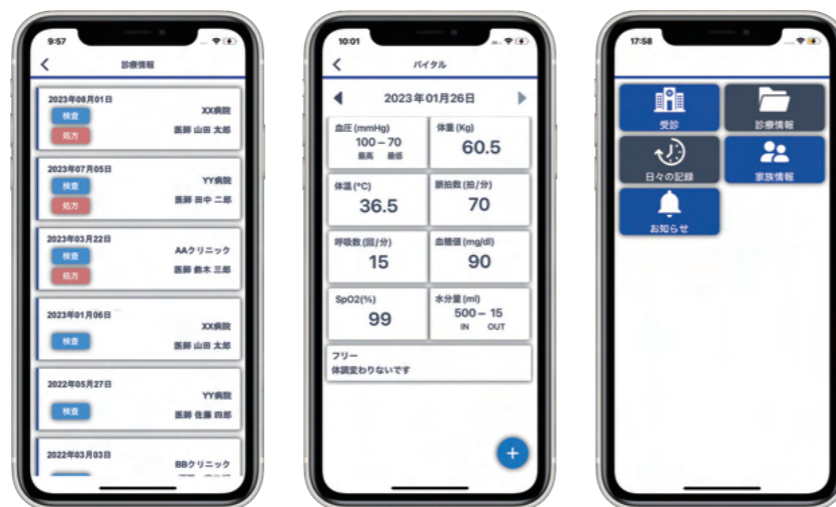 9:57
診療情報
2023年08月01日
検査
処方
XX病院
医師 山田 太郎
2023年07月05日
検査
処方
YY病院
医師 田中 二郎
2023年03月22日
検査
処方
AAクリニック
医師 鈴木 三郎
2023年01月06日
検査
XX病院
医師 山田 太郎
2022年05月27日
検査
YY病院
医師 佐藤 四郎
2022年03月03日
BBクリニック
10:01
バイタル
2023年01月26日
血圧 (mmHg)
100 – 70
最高 最低
体重 (Kg)
60.5
体温 (°C)
36.5
脈拍数 (拍/分)
70
呼吸数 (回/分)
15
血糖値 (mg/dl)
90
SpO2(%)
99
水分量 (ml)
500 – 15
IN OUT
フリー
体調変わりないです
+
17:58
受診
診療情報
日々の記録
家族情報
お知らせ